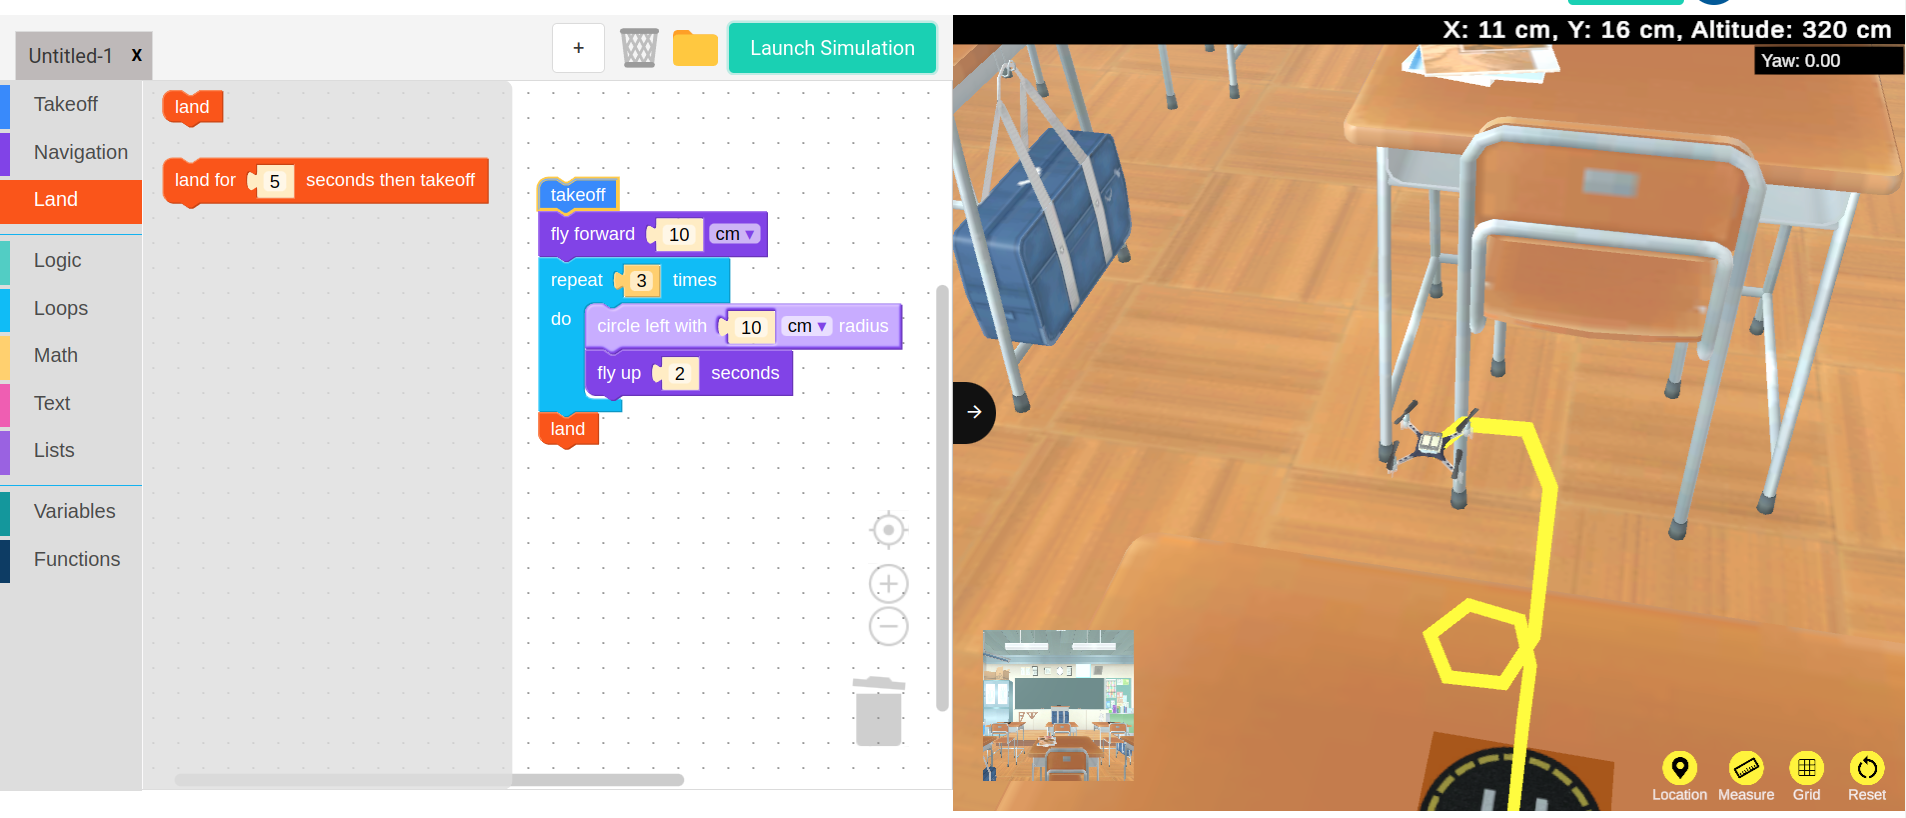 Untitled-1 X
+
Launch Simulation
Takeoff
Navigation
Land
Logic
Loops
Math
Text
Lists
Variables
Functions
land
land for 5 seconds then takeoff
takeoff
fly forward 10 cm ▾
repeat 3 times
do
circle left with 10 cm ▾ radius
fly up 2 seconds
land
X: 11 cm, Y: 16 cm, Altitude: 320 cm
Yaw: 0.00
Location
Measure
Grid
Reset